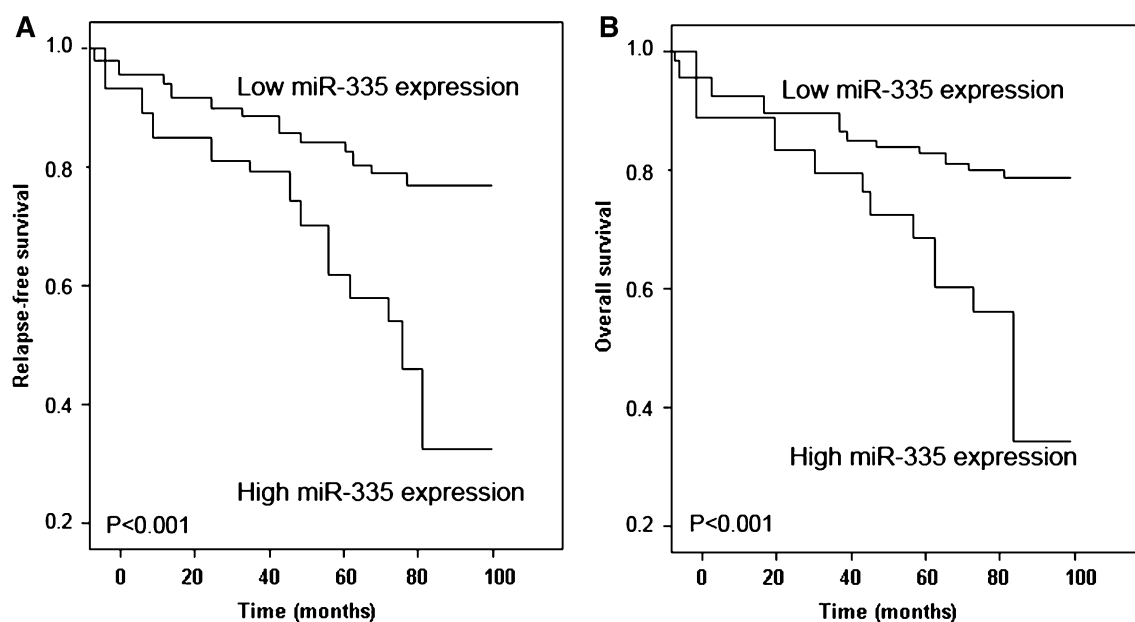 A
Relapse-free survival
1.0
0.8
0.6
0.4
0.2
Low miR-335 expression
High miR-335 expression
P<0.001
0 20 40 60 80 100
Time (months)
B
Overall survival
1.0
0.8
0.6
0.4
0.2
Low miR-335 expression
High miR-335 expression
P<0.001
0 20 40 60 80 100
Time (months)